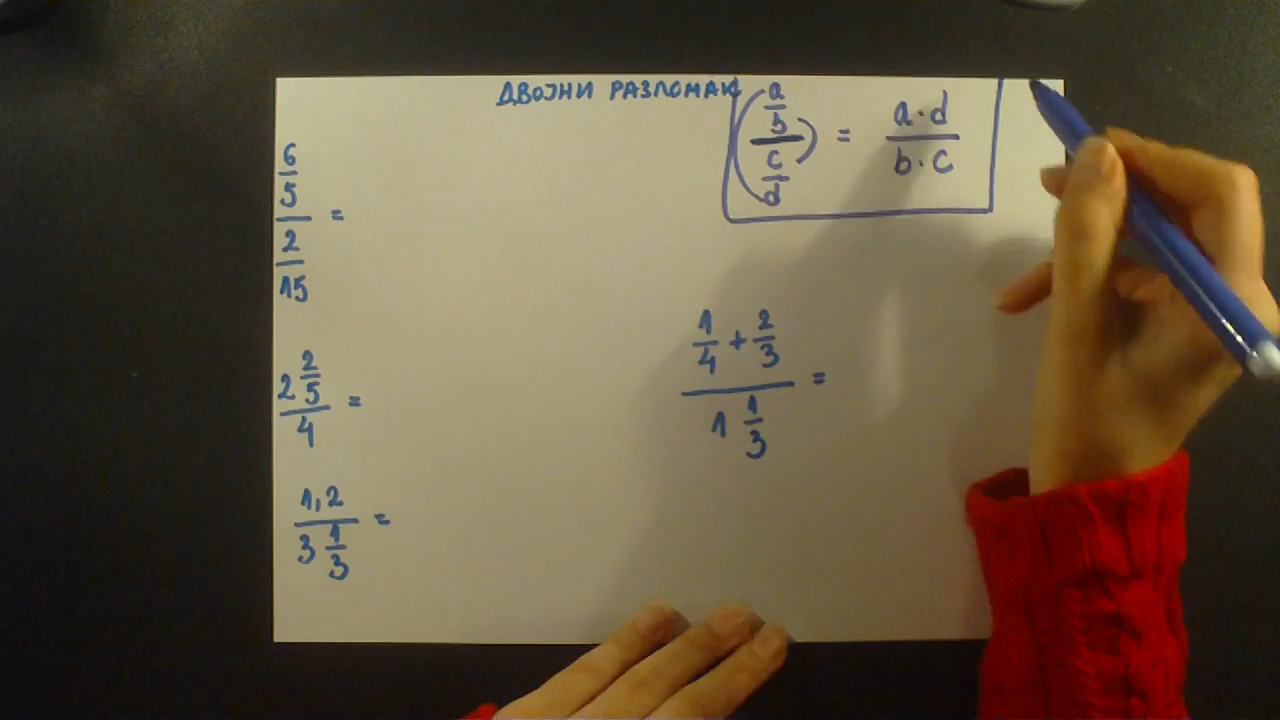 ДВОЈНИ РАЗЛОМАК
a/b / c/d = a·d / b·c
6/5 / 2/15 =
2 2/5 / 4 =
1,2 / 3 1/3 =
1/4 + 2/3 / 1 1/3 =